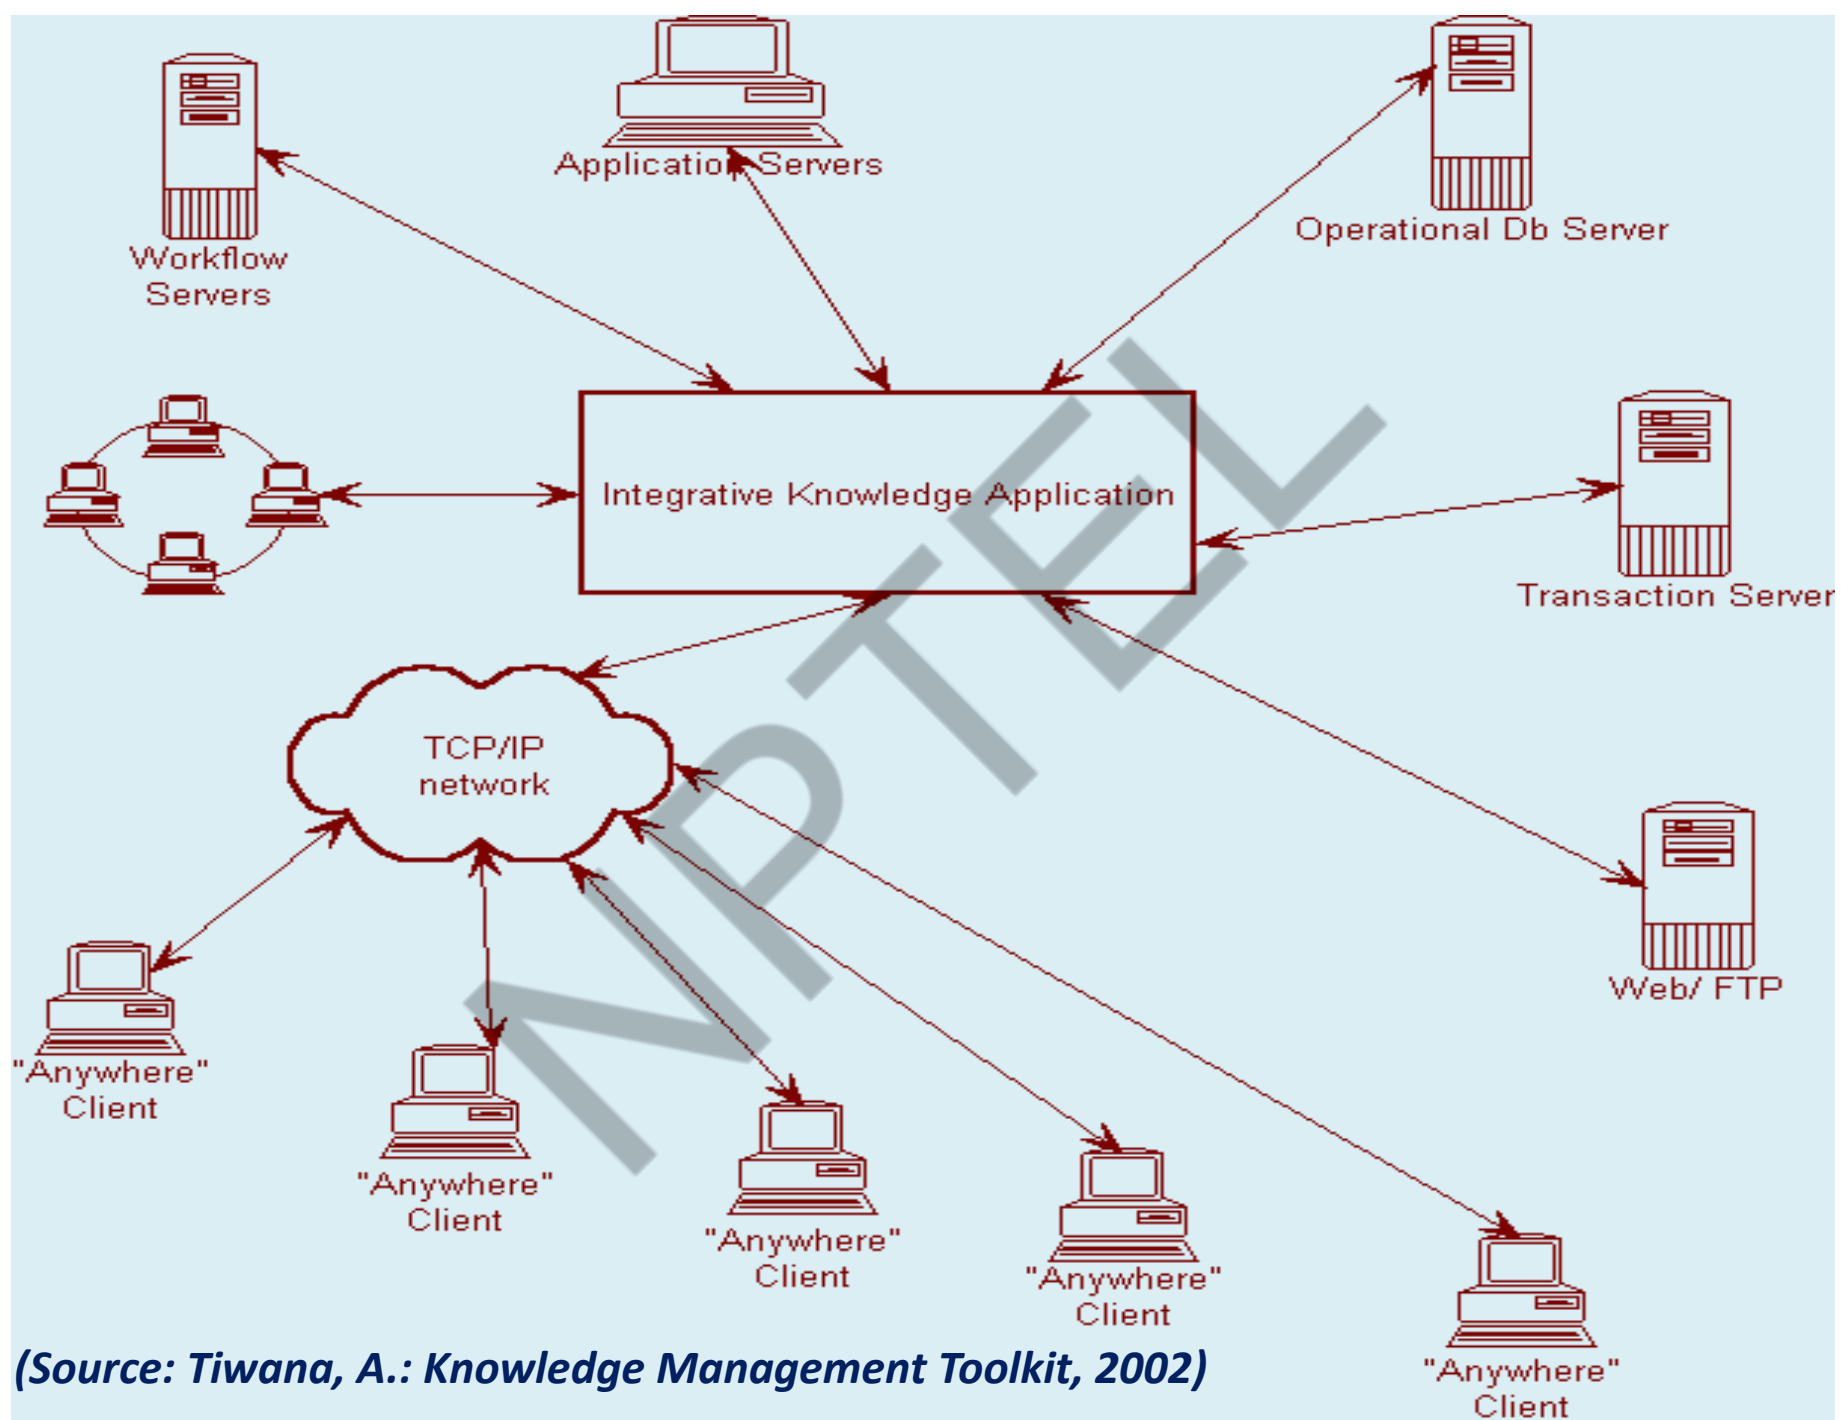 Application Servers
Operational Db Server
Workflow
Servers
Integrative Knowledge Application
Transaction Server
TCP/IP
network
Web/ FTP
"Anywhere"
Client
"Anywhere"
Client
"Anywhere"
Client
"Anywhere"
Client
"Anywhere"
Client
(Source: Tiwana, A.: Knowledge Management Toolkit, 2002)
NPTEL